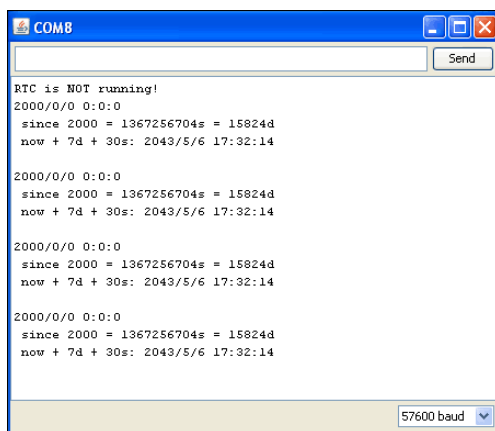 COM8
Send
RTC is NOT running!
2000/0/0 0:0:0
 since 2000 = 1367256704s = 15824d
 now + 7d + 30s: 2043/5/6 17:32:14

2000/0/0 0:0:0
 since 2000 = 1367256704s = 15824d
 now + 7d + 30s: 2043/5/6 17:32:14

2000/0/0 0:0:0
 since 2000 = 1367256704s = 15824d
 now + 7d + 30s: 2043/5/6 17:32:14

2000/0/0 0:0:0
 since 2000 = 1367256704s = 15824d
 now + 7d + 30s: 2043/5/6 17:32:14
57600 baud